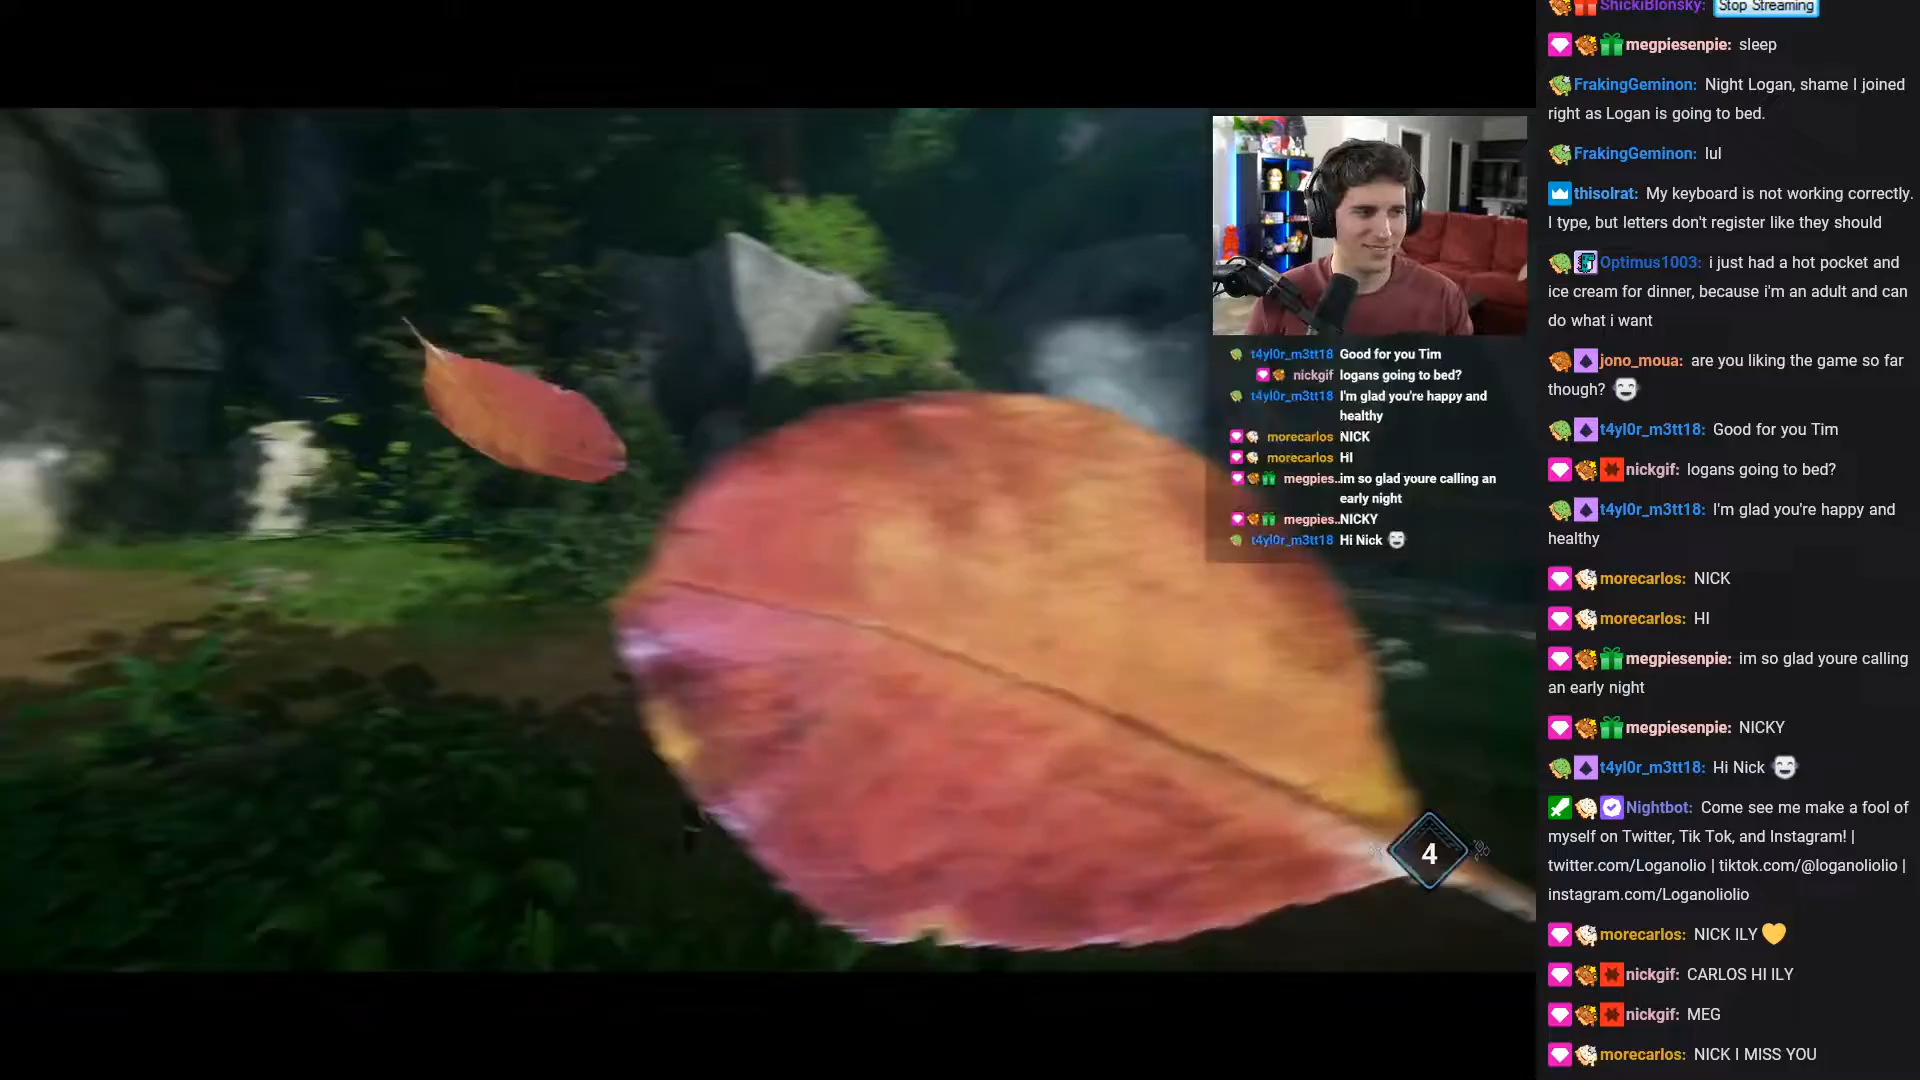 t4yl0r_m3tt18 Good for you Tim
nickgif logans going to bed?
t4yl0r_m3tt18 I'm glad you're happy and
healthy
morecarlos NICK
morecarlos HI
megpies.. im so glad youre calling an
early night
megpies.. NICKY
t4yl0r_m3tt18 Hi Nick
4
ShickiBlonsky: Stop Streaming
megpiesenpie: sleep
FrakingGeminon: Night Logan, shame I joined
right as Logan is going to bed.
FrakingGeminon: lul
thisolrat: My keyboard is not working correctly.
I type, but letters don't register like they should
Optimus1003: i just had a hot pocket and
ice cream for dinner, because i'm an adult and can
do what i want
jono_moua: are you liking the game so far
though?
t4yl0r_m3tt18: Good for you Tim
nickgif: logans going to bed?
t4yl0r_m3tt18: I'm glad you're happy and
healthy
morecarlos: NICK
morecarlos: HI
megpiesenpie: im so glad youre calling
an early night
megpiesenpie: NICKY
t4yl0r_m3tt18: Hi Nick
Nightbot: Come see me make a fool of
myself on Twitter, Tik Tok, and Instagram! |
twitter.com/Loganolio | tiktok.com/@loganoliolio |
instagram.com/Loganoliolio
morecarlos: NICK ILY
nickgif: CARLOS HI ILY
nickgif: MEG
morecarlos: NICK I MISS YOU